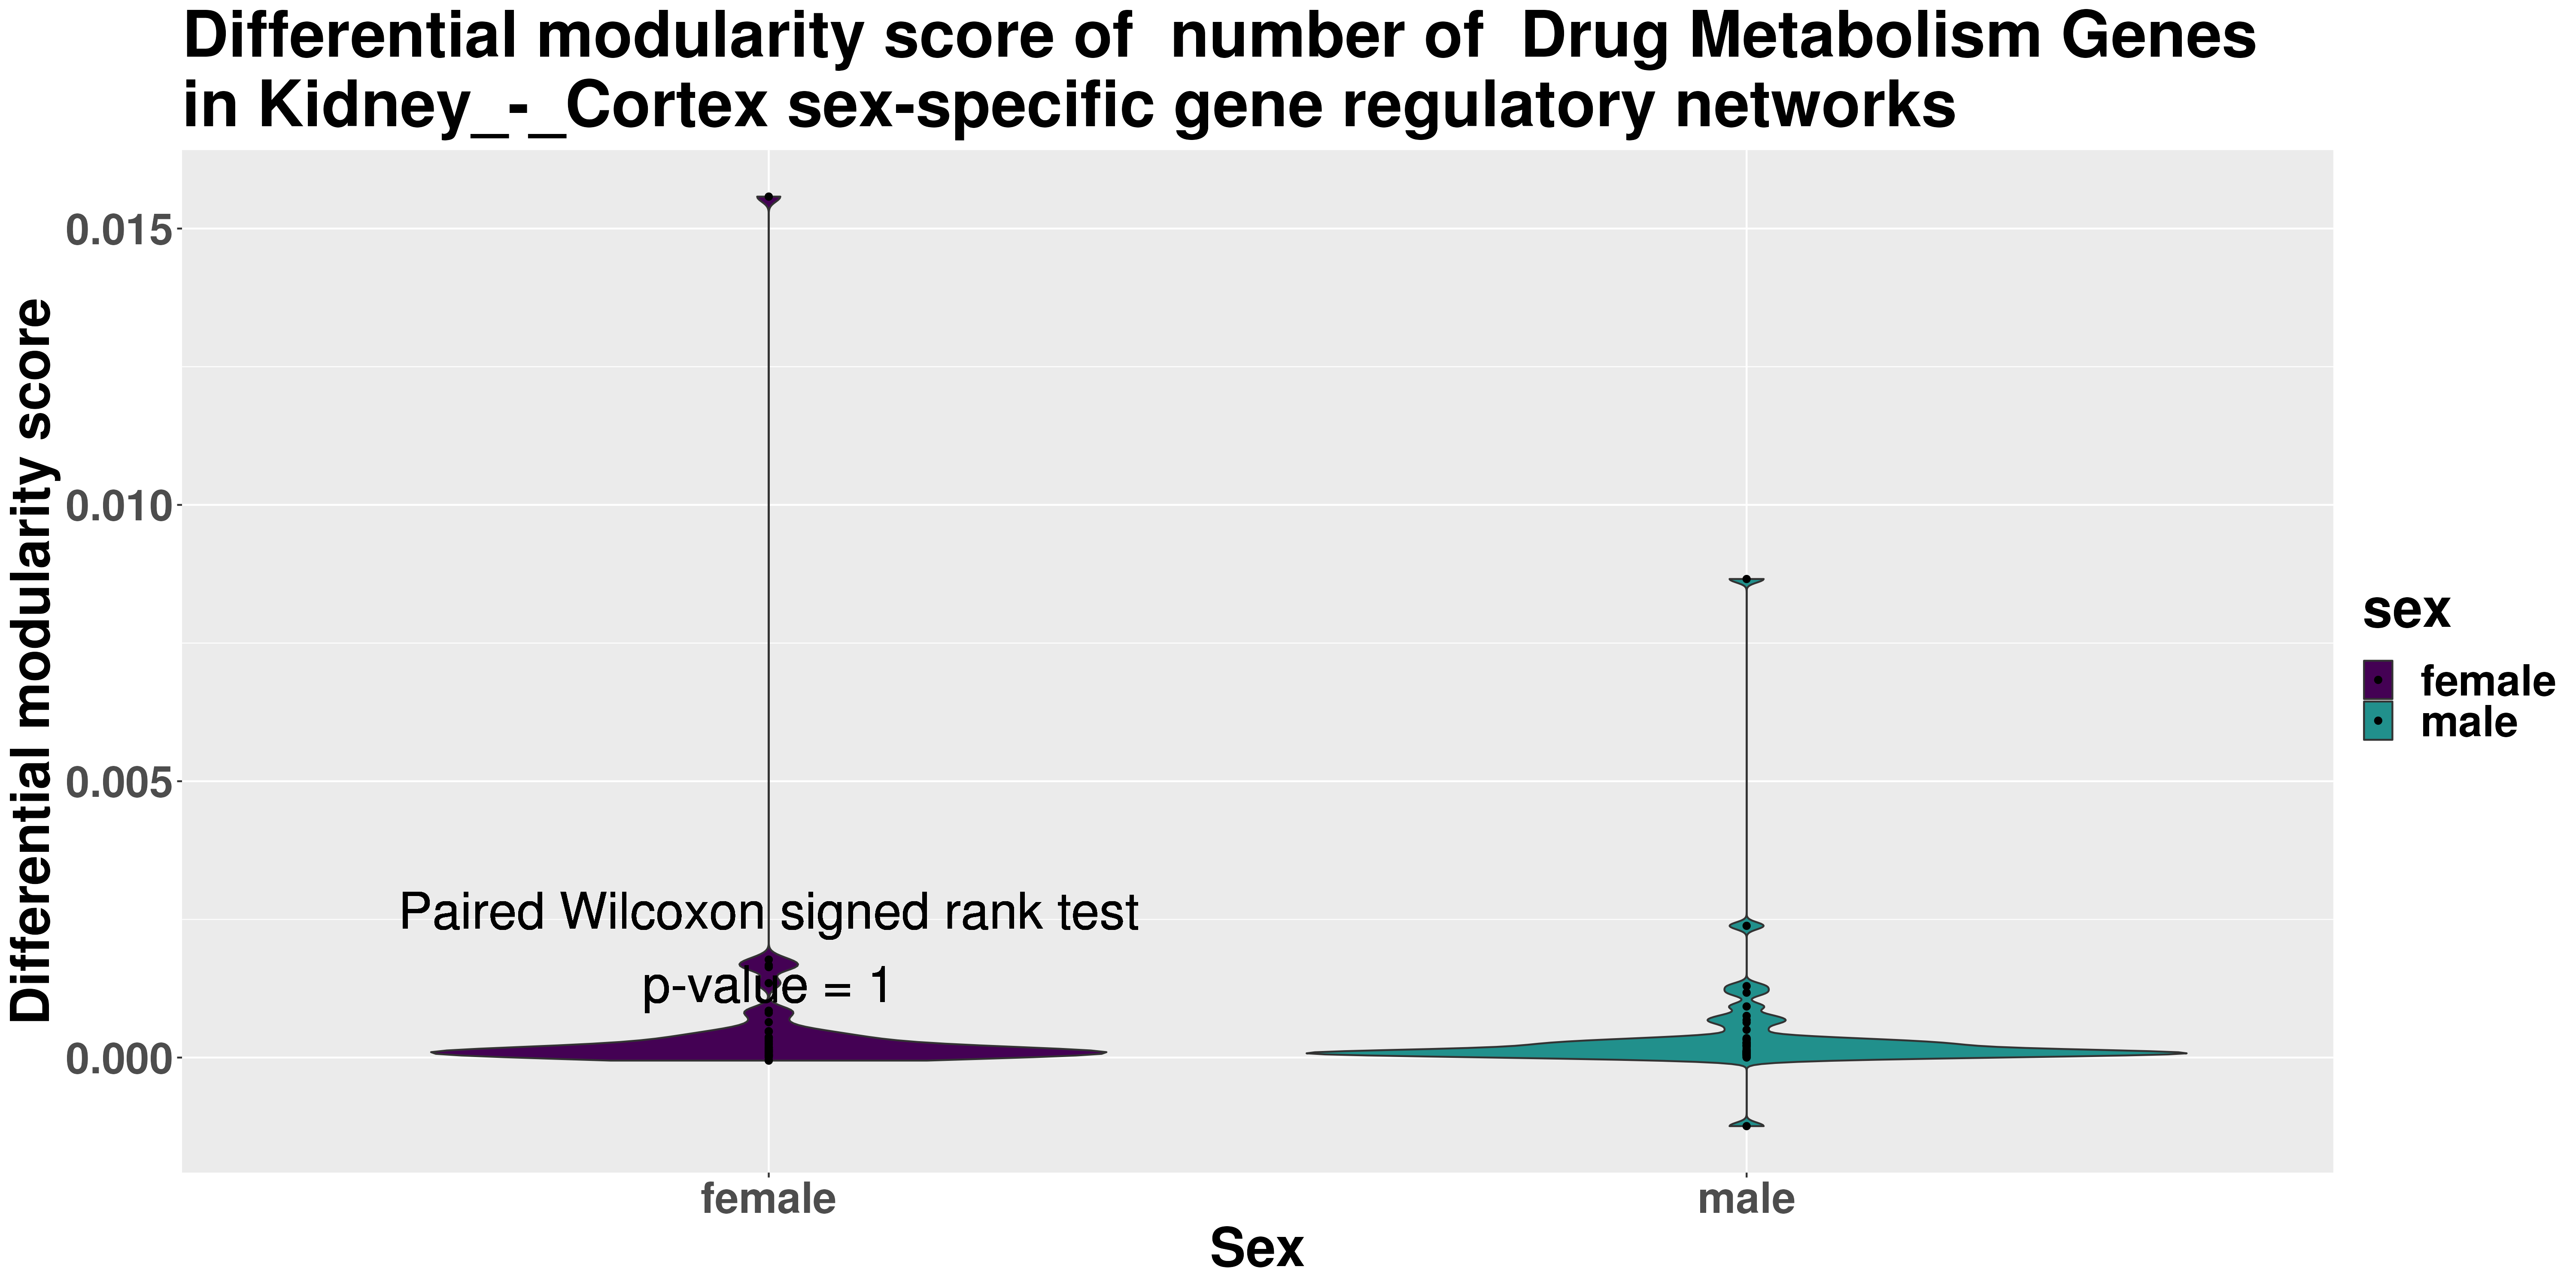 Differential modularity score of  number of  Drug Metabolism Genes
in Kidney_-_Cortex sex-specific gene regulatory networks
Differential modularity score
0.015
0.010
0.005
0.000
Paired Wilcoxon signed rank test
p-value = 1
female
male
Sex
sex
female
male